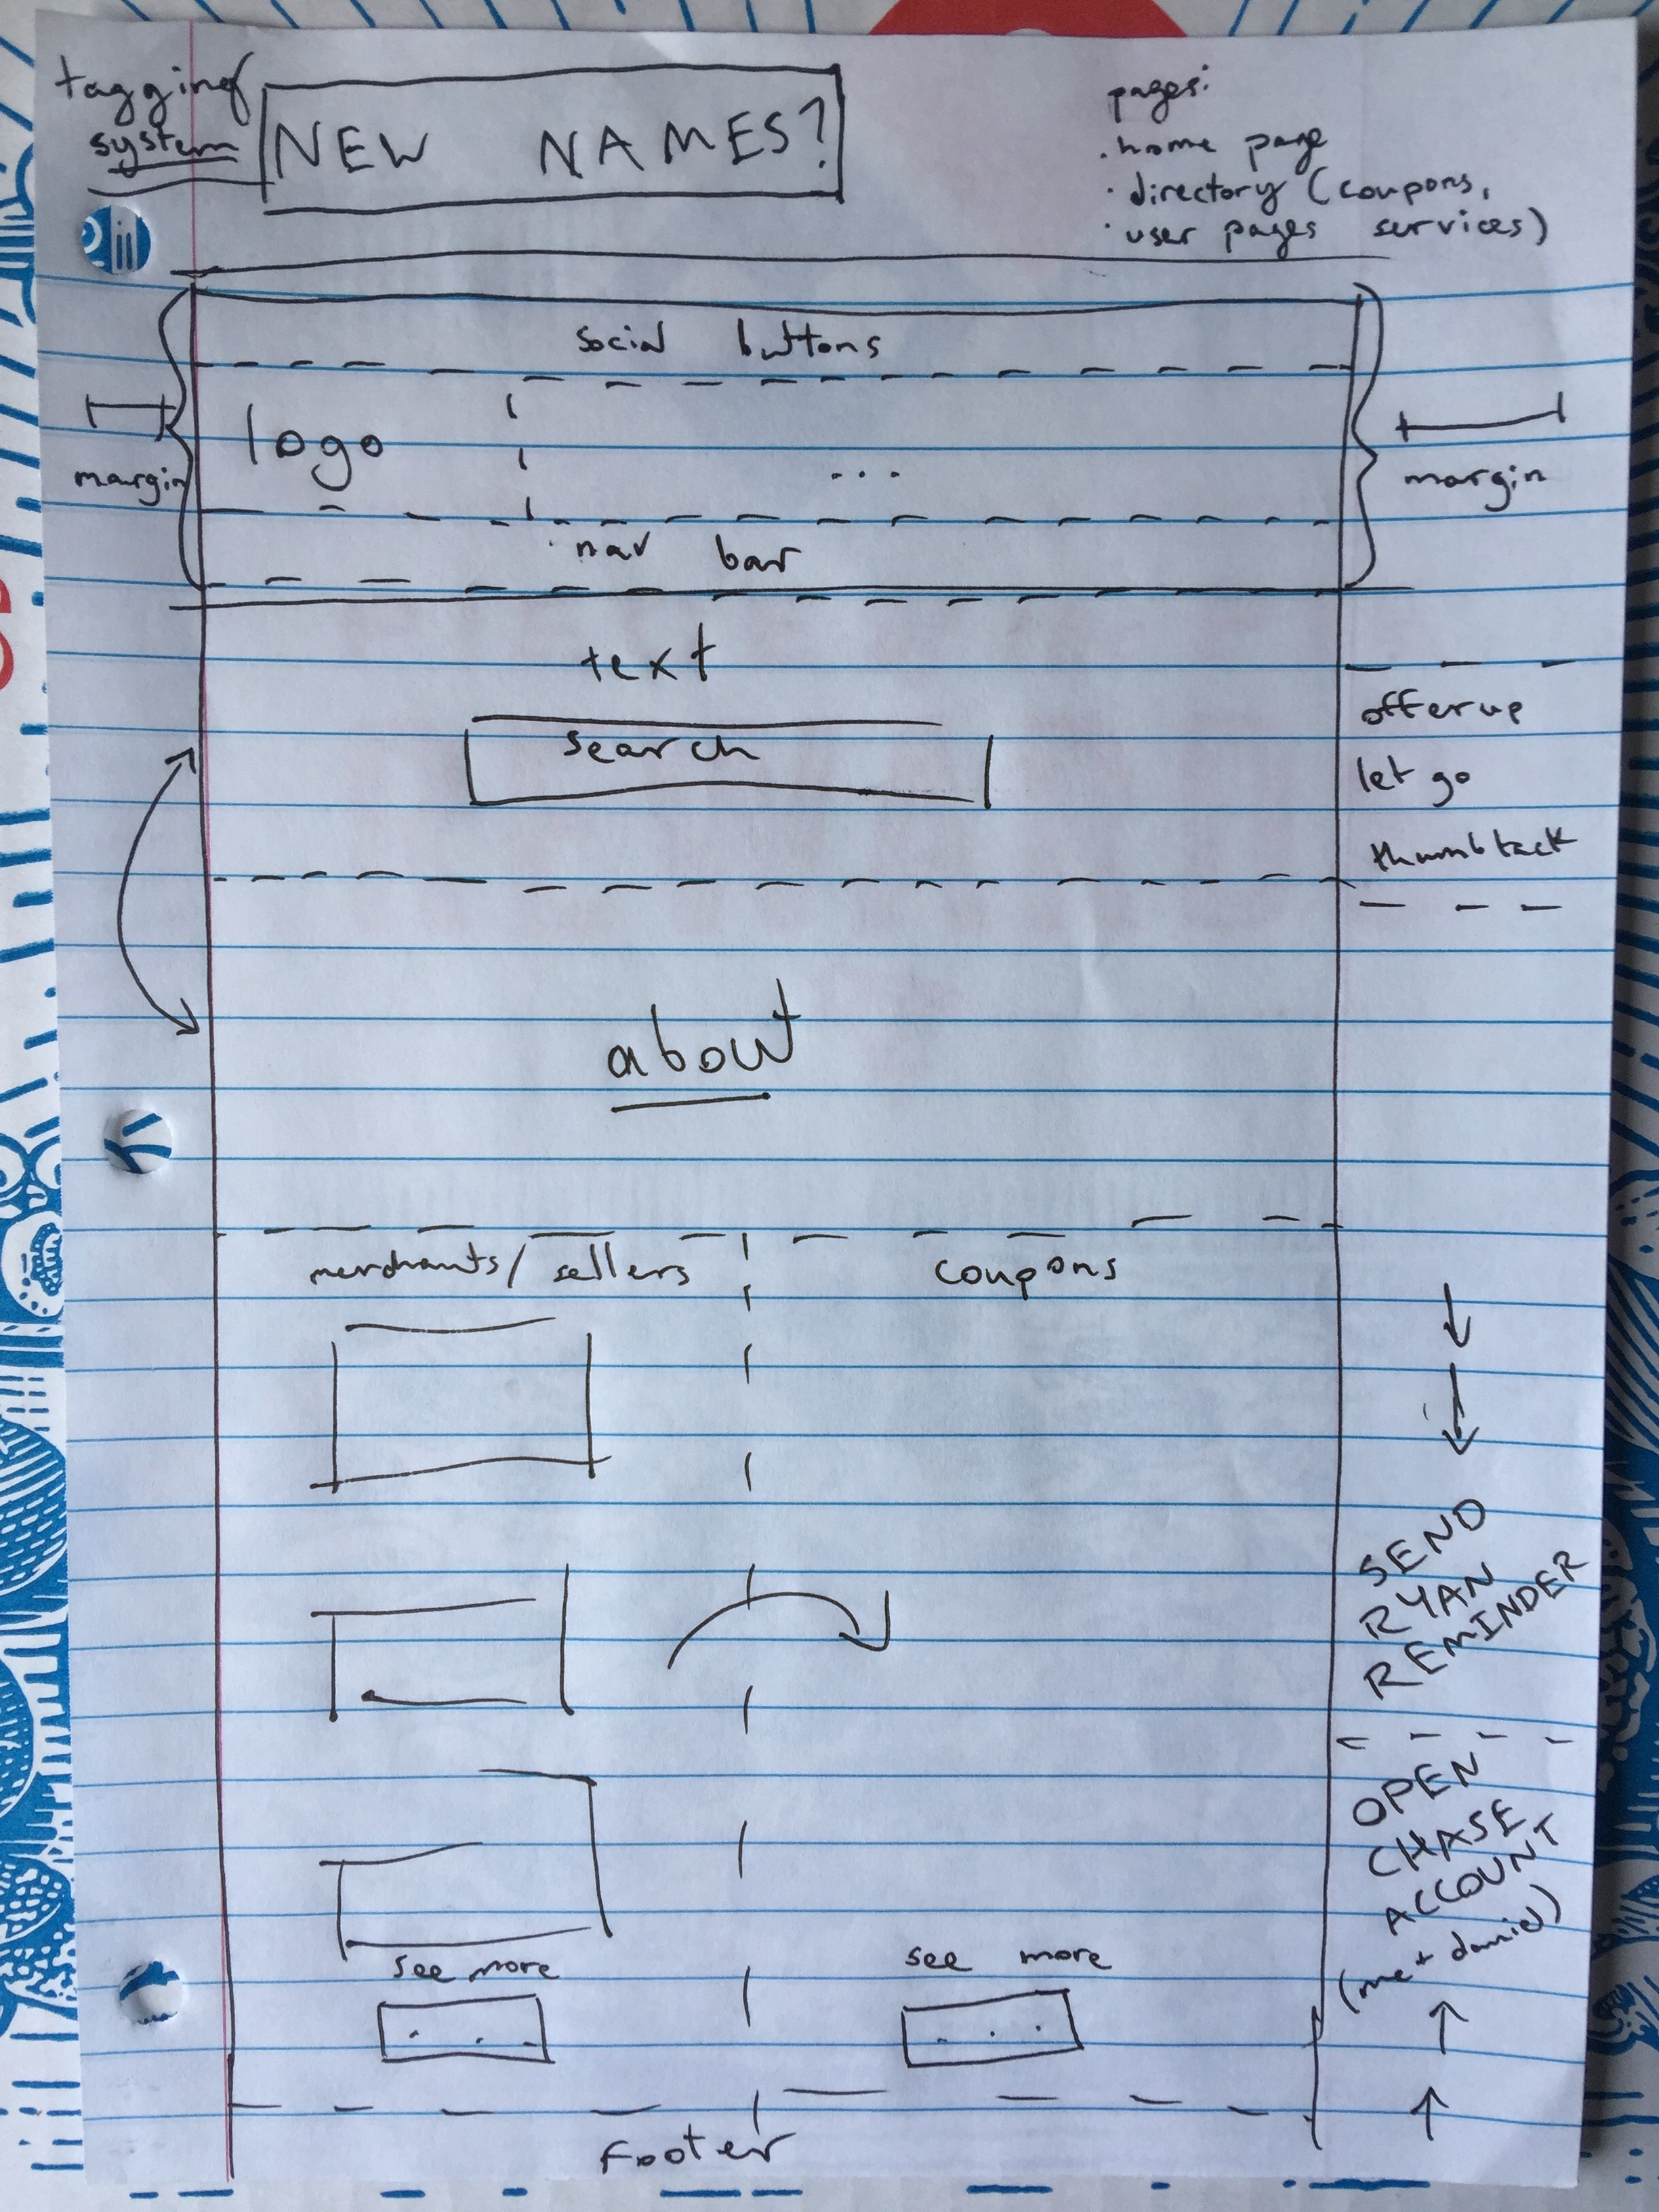 tagging
system
NEW NAMES?
pages:
· home page
· directory (coupons,
· user pages services)
social buttons
logo
...
margin
margin
nav bar
text
search
offerup
let go
thumbtack
about
merchants/sellers
coupons
SEND
RYAN
REMINDER
OPEN
CHASE
ACCOUNT
(me + daniel)
see more
see more
. . .
. . .
Footer